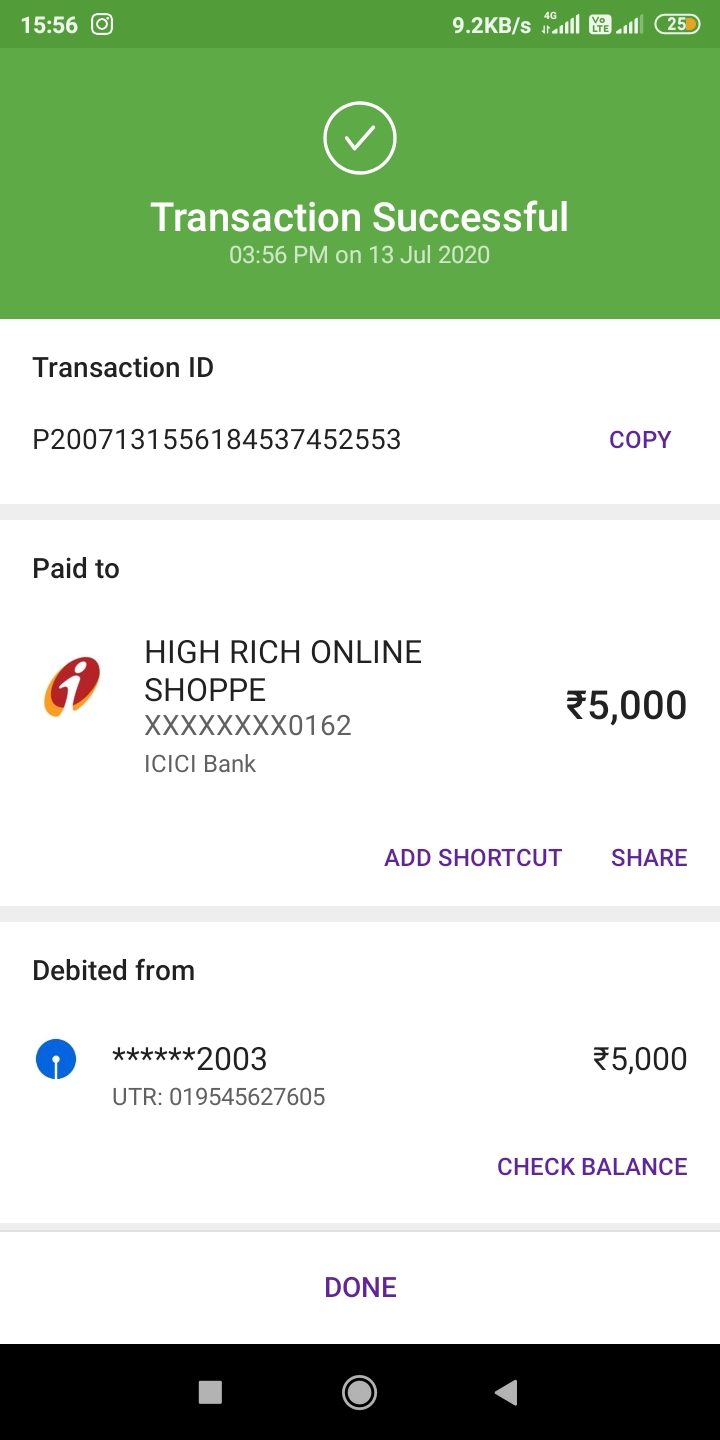 15:56 9.2KB/s 4G Vo LTE 25
Transaction Successful
03:56 PM on 13 Jul 2020
Transaction ID
P2007131556184537452553 COPY
Paid to
HIGH RICH ONLINE
SHOPPE
₹5,000
XXXXXXXX0162
ICICI Bank
ADD SHORTCUT SHARE
Debited from
******2003 ₹5,000
UTR: 019545627605
CHECK BALANCE
DONE